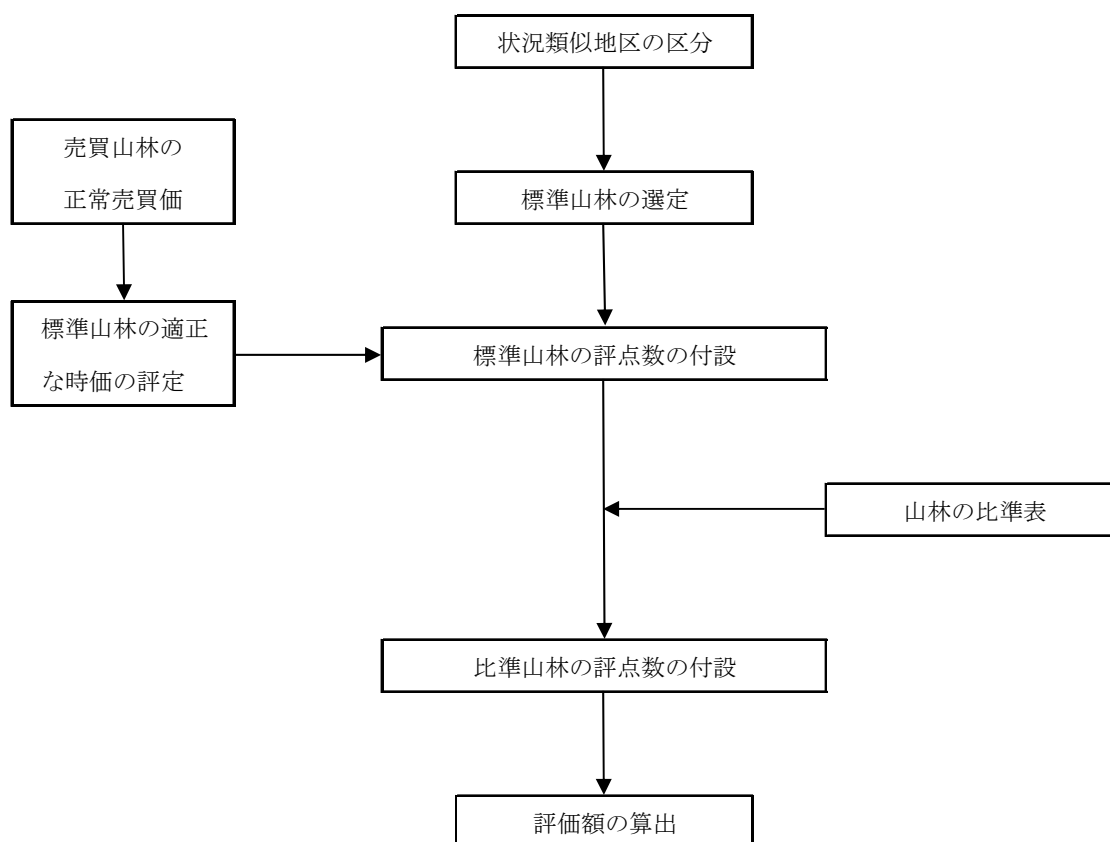 状況類似地区の区分
売買山林の
正常売買価
標準山林の選定
標準山林の適正
な時価の評定
標準山林の評点数の付設
山林の比準表
比準山林の評点数の付設
評価額の算出